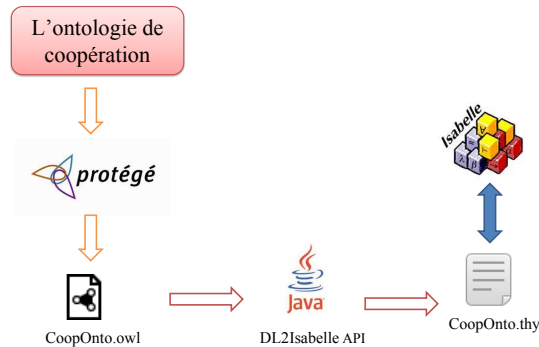 L'ontologie de
coopération
protégé
Isabelle
∀
=
λ
β
α
Java
CoopOnto.owl
DL2Isabelle API
CoopOnto.thy